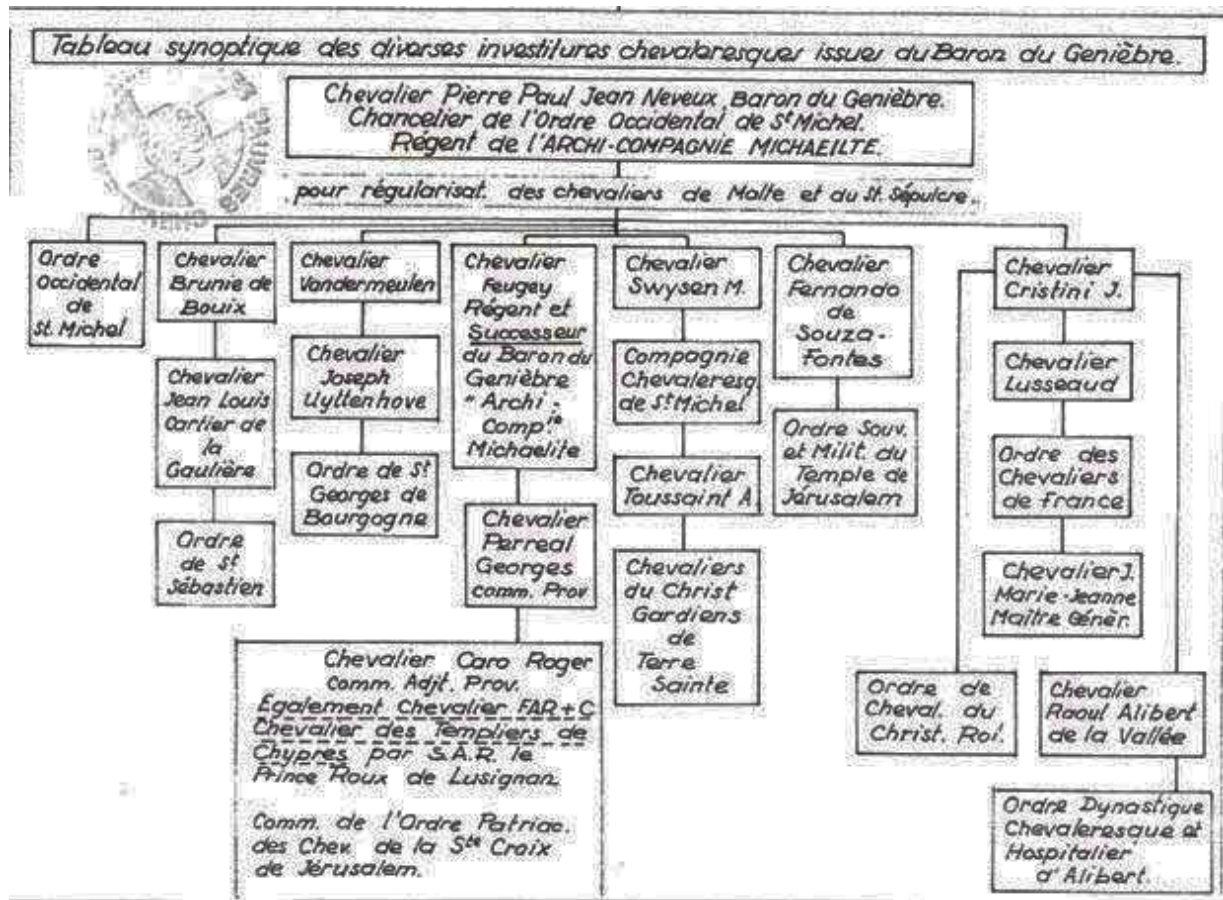 Tableau synoptique des diverses investitures chevaleresques issues du Baron du Genièbre.
Chevalier Pierre Paul Jean Neveux, Baron du Genièbre.
Chancelier de l'Ordre Occidental de St Michel.
Régent de l'ARCHI-COMPAGNIE MICHAEILTE.
pour régularisat. des chevaliers de Malte et du St. Sépulcre.
Ordre
Occidental
de
St. Michel
Chevalier
Brunie de
Bouix
Chevalier
Jean Louis
Cartier de
la
Gaulière
Ordre
de St
Sébastien
Chevalier
Vandermeulen
Chevalier
Joseph
Uyttenhove
Ordre de St
Georges de
Bourgogne
Chevalier
Feugey
Régent et
Successeur
du Baron du
Genièbre
"Archi.
Compie
Michaelite
Chevalier
Perreal
Georges
comm. Prov
Chevalier Caro Roger
Comm. Adjt. Prov.
Egalement Chevalier FAR+C
Chevalier des Templiers de
Chypres par S.A.R. le
Prince Roux de Lusignan
Comm. de l'Ordre Patriac.
des Chev. de la Ste Croix
de Jérusalem.
Chevalier
Swysen M.
Compagnie
Chevaleresq.
de St Michel
Chevalier
Toussaint A.
Chevaliers
du Christ
Gardiens
de
Terre
Sainte
Chevalier
Fernando
de
Souza-
Fontes
Ordre Souv.
et Milit. du
Temple de
Jérusalem
Chevalier
Cristini J.
Chevalier
Lusseaud
Ordre des
Chevaliers
de France
Chevalier J.
Marie-Jeanne
Maître Génèr.
Ordre de
Cheval. du
Christ. Roi.
Chevalier
Raoul Alibert
de la Vallée
Ordre Dynastique
Chevaleresque et
Hospitalier
d'Alibert.